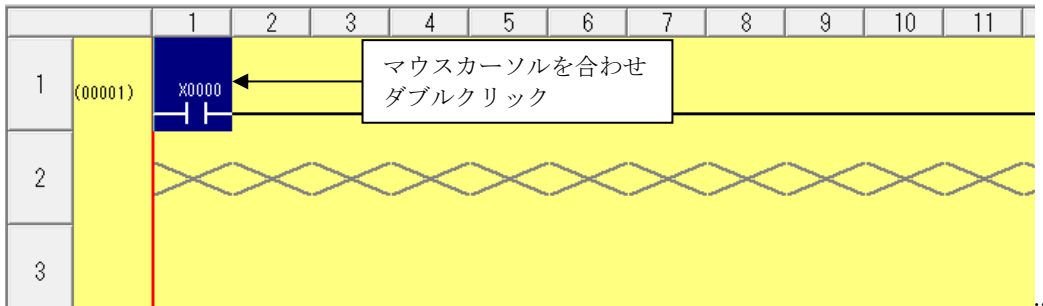 1 2 3 4 5 6 7 8 9 10 11
マウスカーソルを合わせ
ダブルクリック
1 (00001) X0000
2
3